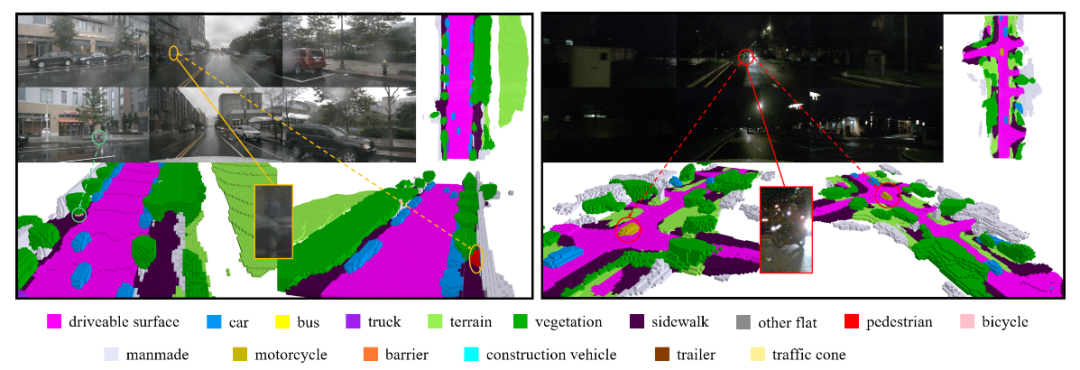 driveable surface car bus truck terrain vegetation sidewalk other flat pedestrian bicycle
manmade motorcycle barrier construction vehicle trailer traffic cone